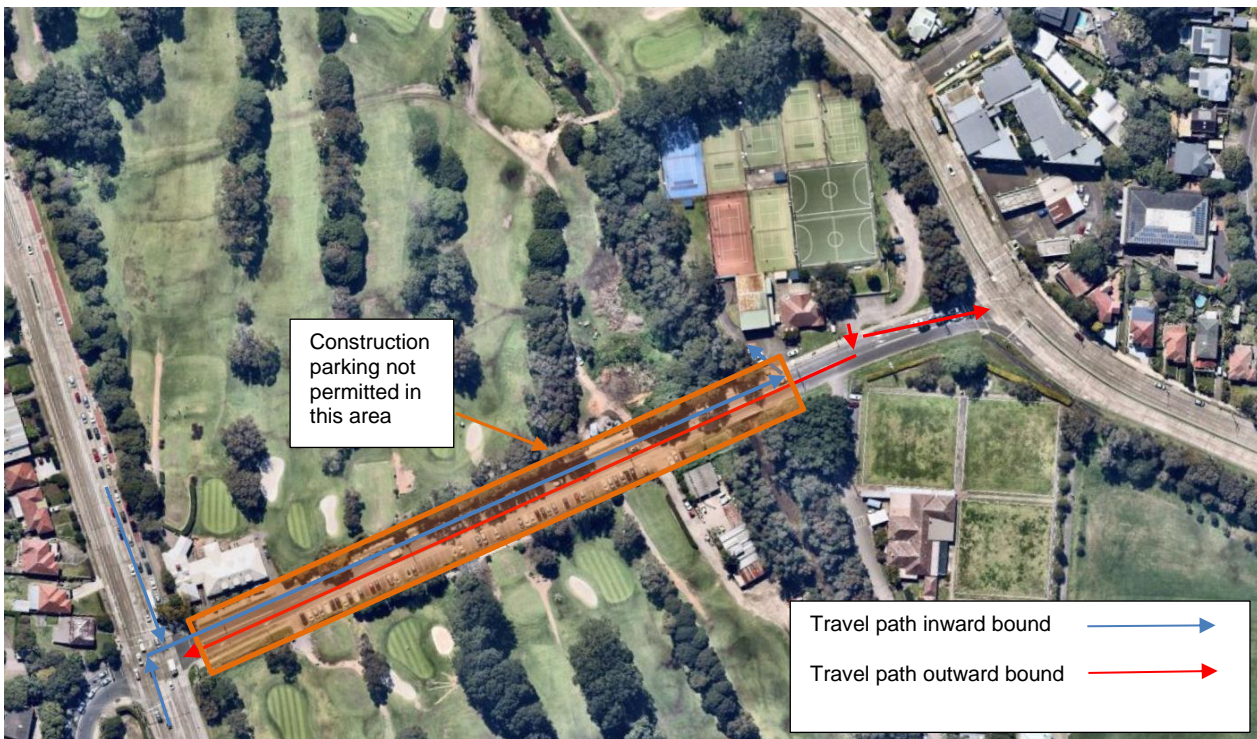 Construction
parking not
permitted in
this area
Travel path inward bound
Travel path outward bound